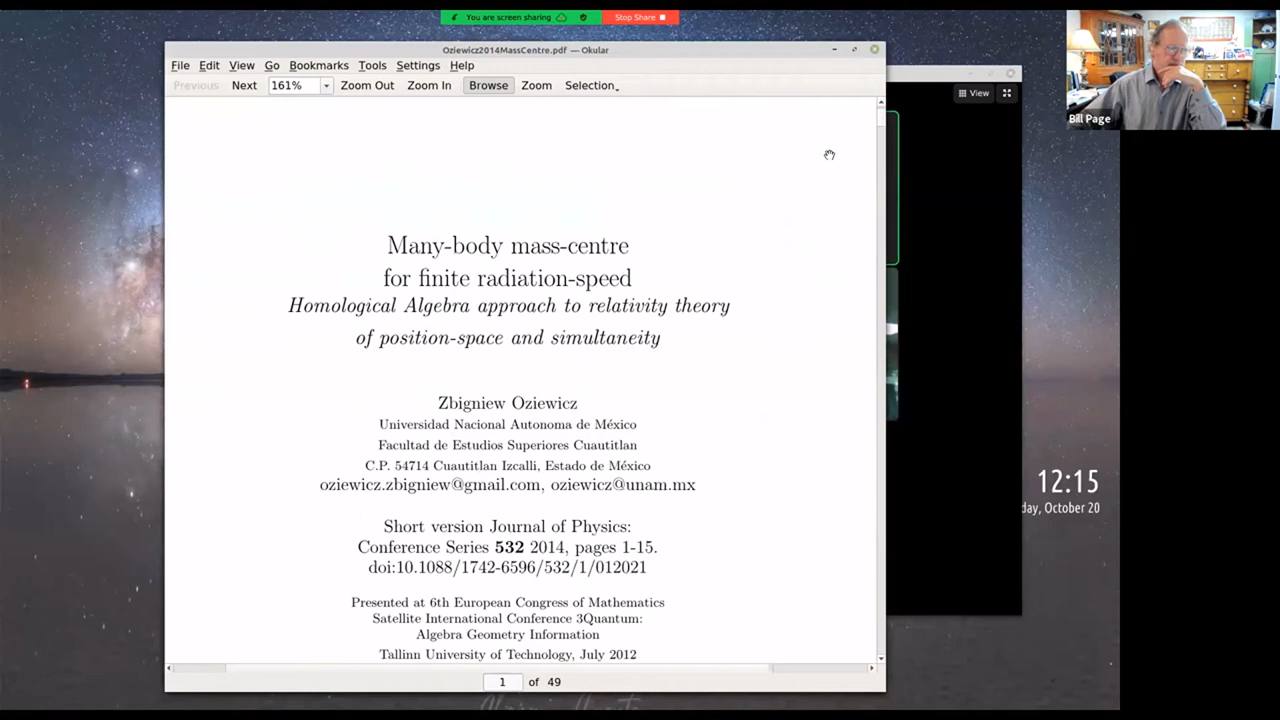 You are screen sharing
Stop Share
Oziewicz2014MassCentre.pdf — Okular
File Edit View Go Bookmarks Tools Settings Help
Previous Next 161% Zoom Out Zoom In Browse Zoom Selection
View
Bill Page
Many-body mass-centre
for finite radiation-speed
Homological Algebra approach to relativity theory
of position-space and simultaneity
Zbigniew Oziewicz
Universidad Nacional Autonoma de México
Facultad de Estudios Superiores Cuautitlan
C.P. 54714 Cuautitlan Izcalli, Estado de México
oziewicz.zbigniew@gmail.com, oziewicz@unam.mx
12:15
day, October 20
Short version Journal of Physics:
Conference Series 532 2014, pages 1-15.
doi:10.1088/1742-6596/532/1/012021
Presented at 6th European Congress of Mathematics
Satellite International Conference 3Quantum:
Algebra Geometry Information
Tallinn University of Technology, July 2012
1 of 49